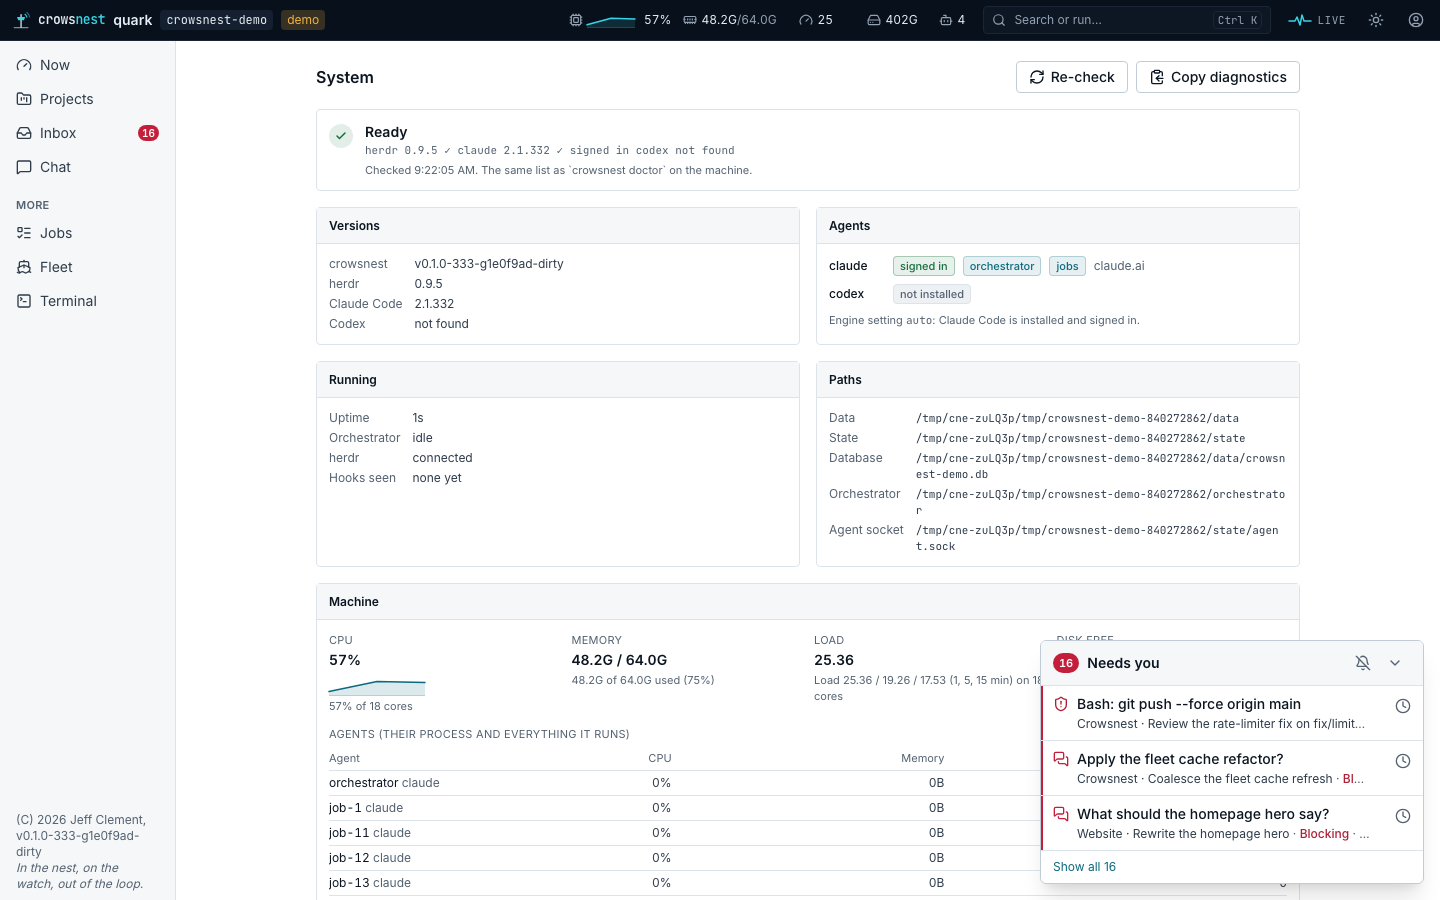 crowsnest quark crowsnest-demo demo 57% 48.2G/64.0G 25 402G 4 Search or run... Ctrl K LIVE
Now
Projects
Inbox 16
Chat
MORE
Jobs
Fleet
Terminal
(C) 2026 Jeff Clement,
v0.1.0-333-g1e0f9ad-
dirty
In the nest, on the
watch, out of the loop.
System Re-check Copy diagnostics
Ready
herdr 0.9.5 ✓ claude 2.1.332 ✓ signed in codex not found
Checked 9:22:05 AM. The same list as `crowsnest doctor` on the machine.
Versions
crowsnest v0.1.0-333-g1e0f9ad-dirty
herdr 0.9.5
Claude Code 2.1.332
Codex not found
Agents
claude signed in orchestrator jobs claude.ai
codex not installed
Engine setting auto: Claude Code is installed and signed in.
Running
Uptime 1s
Orchestrator idle
herdr connected
Hooks seen none yet
Paths
Data /tmp/cne-zuLQ3p/tmp/crowsnest-demo-840272862/data
State /tmp/cne-zuLQ3p/tmp/crowsnest-demo-840272862/state
Database /tmp/cne-zuLQ3p/tmp/crowsnest-demo-840272862/data/crowsn
est-demo.db
Orchestrator /tmp/cne-zuLQ3p/tmp/crowsnest-demo-840272862/orchestrato
r
Agent socket /tmp/cne-zuLQ3p/tmp/crowsnest-demo-840272862/state/agen
t.sock
Machine
CPU
57%
57% of 18 cores
MEMORY
48.2G / 64.0G
48.2G of 64.0G used (75%)
LOAD
25.36
Load 25.36 / 19.26 / 17.53 (1, 5, 15 min) on 18
cores
DISK FREE
AGENTS (THEIR PROCESS AND EVERYTHING IT RUNS)
Agent CPU Memory
orchestrator claude 0% 0B
job-1 claude 0% 0B
job-11 claude 0% 0B
job-12 claude 0% 0B
job-13 claude 0% 0B
16 Needs you
Bash: git push --force origin main
Crowsnest · Review the rate-limiter fix on fix/limit...
Apply the fleet cache refactor?
Crowsnest · Coalesce the fleet cache refresh · Bl...
What should the homepage hero say?
Website · Rewrite the homepage hero · Blocking · ...
Show all 16